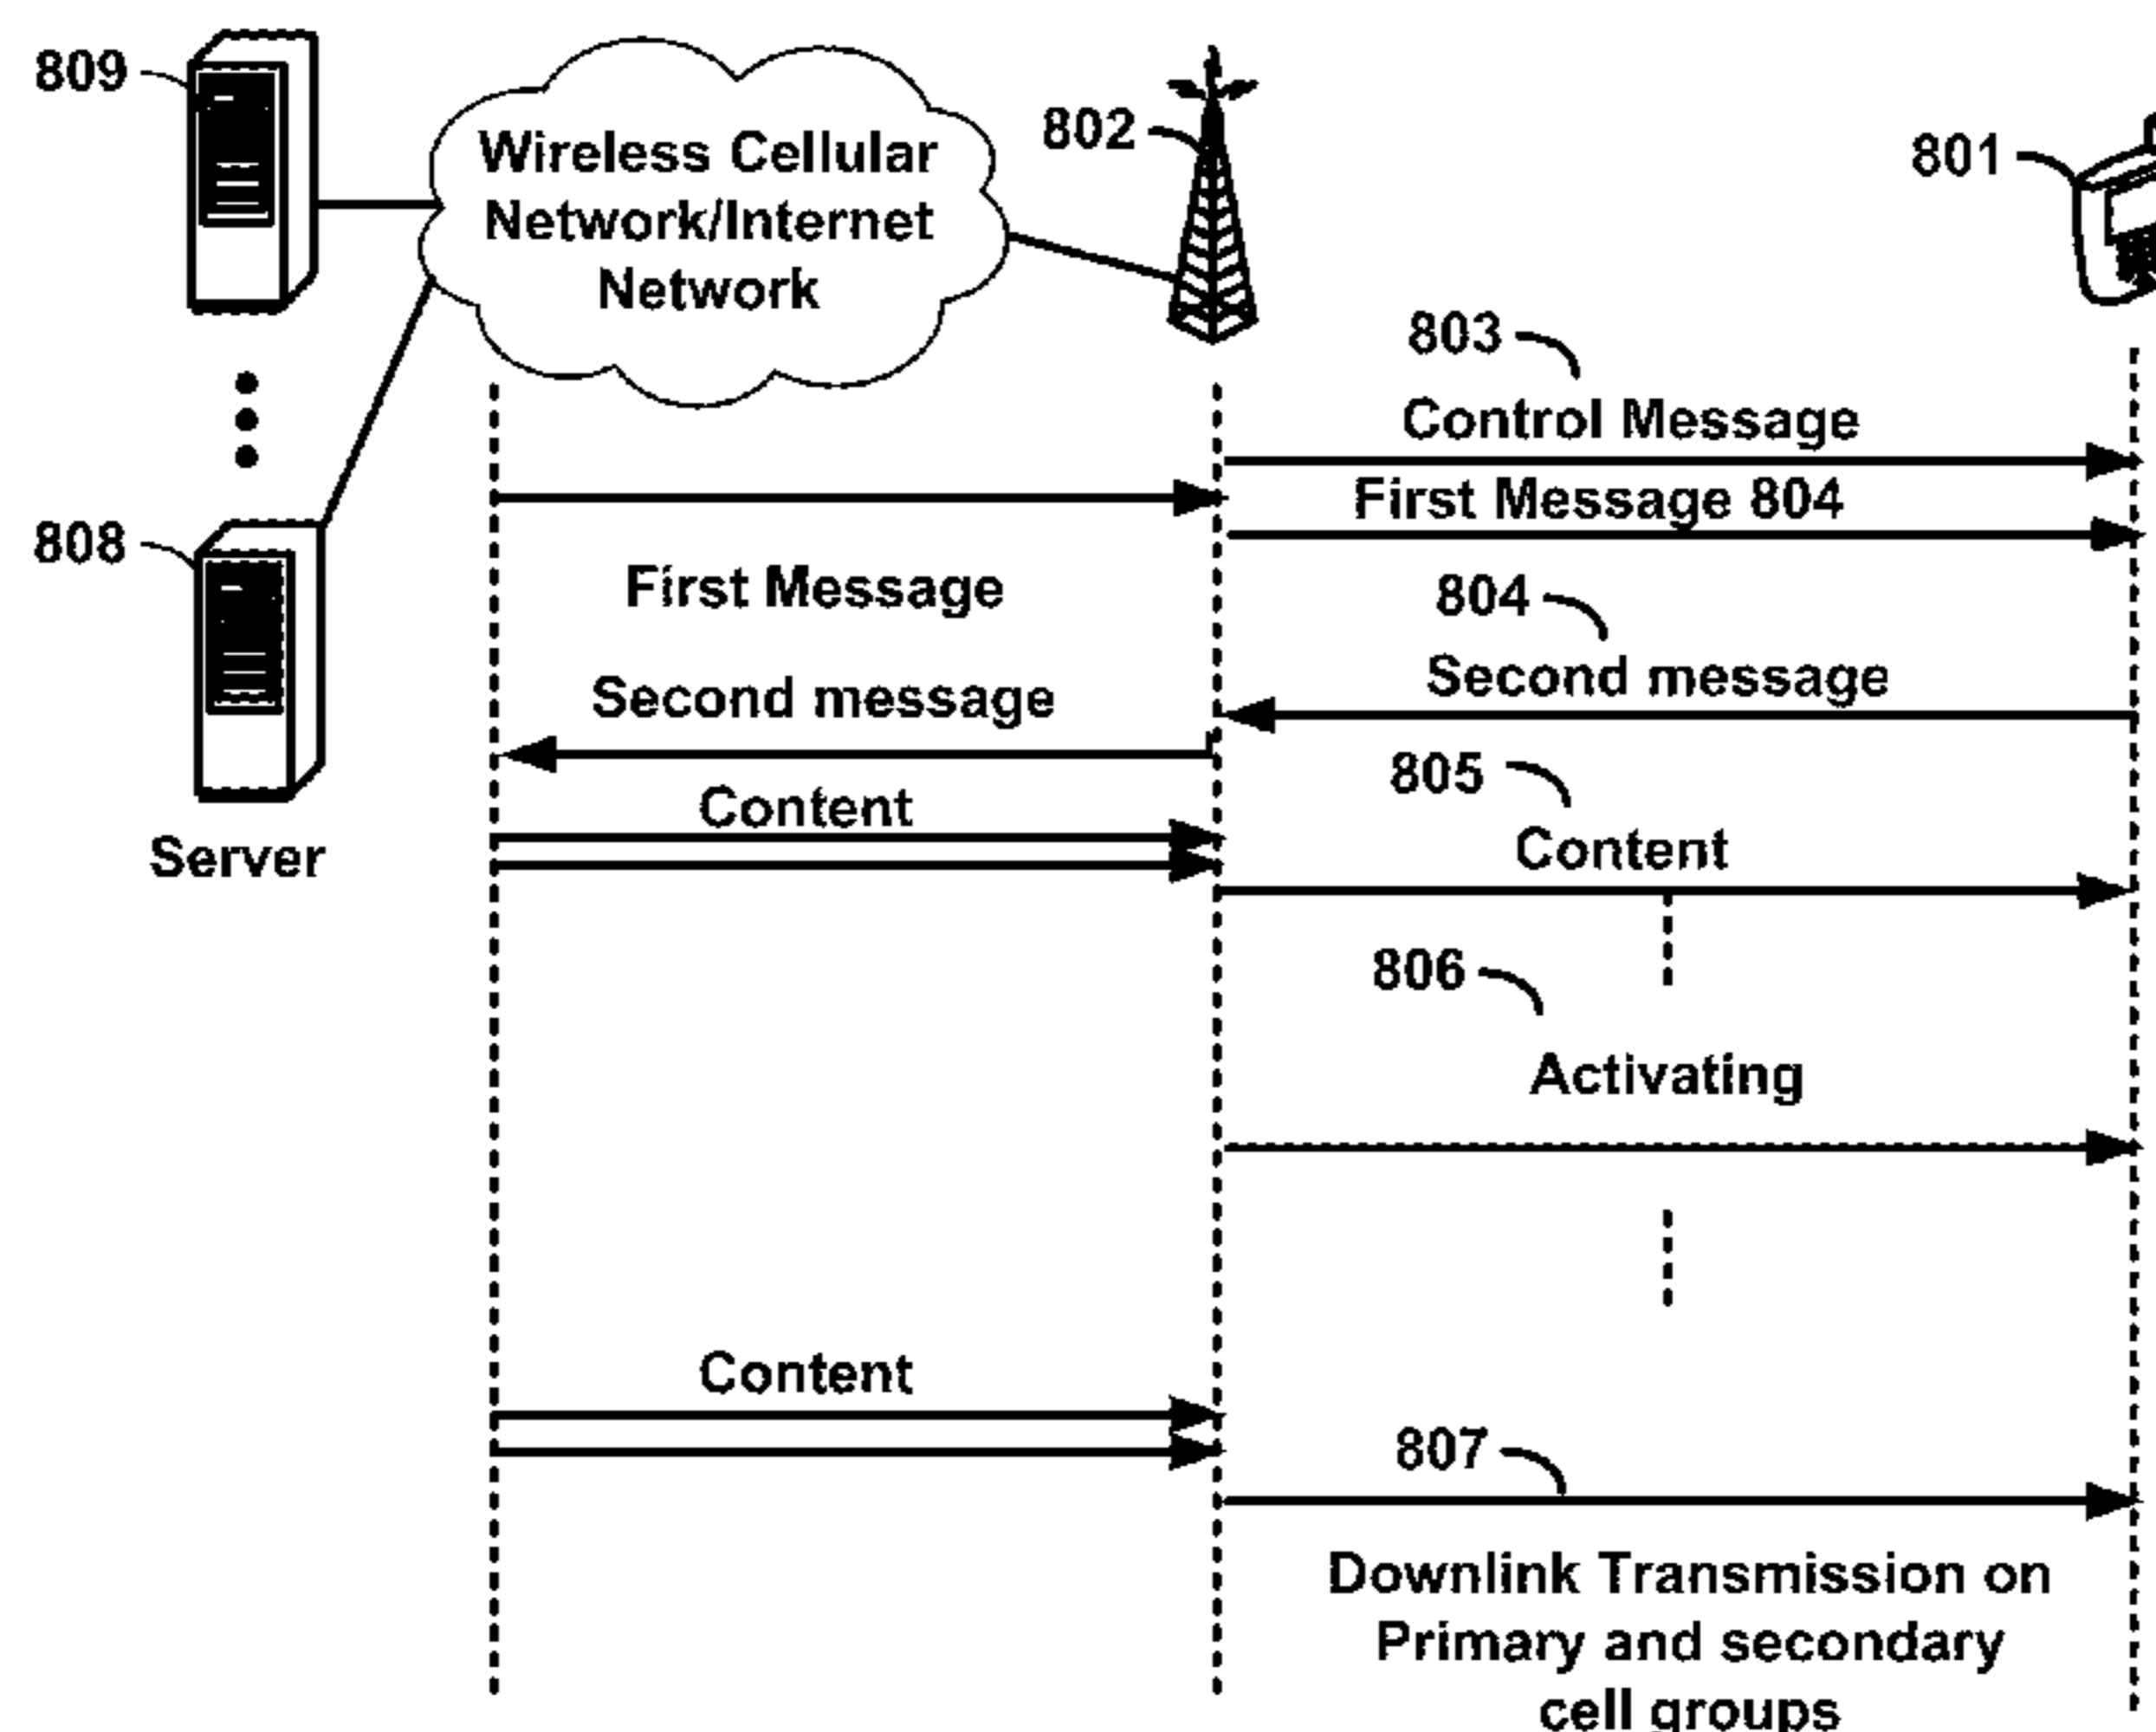 809
Wireless Cellular
Network/Internet
Network
802
801
803
Control Message
First Message 804
808
First Message
804
Second message
Second message
805
Content
Content
Server
806
Activating
Content
807
Downlink Transmission on
Primary and secondary
cell groups